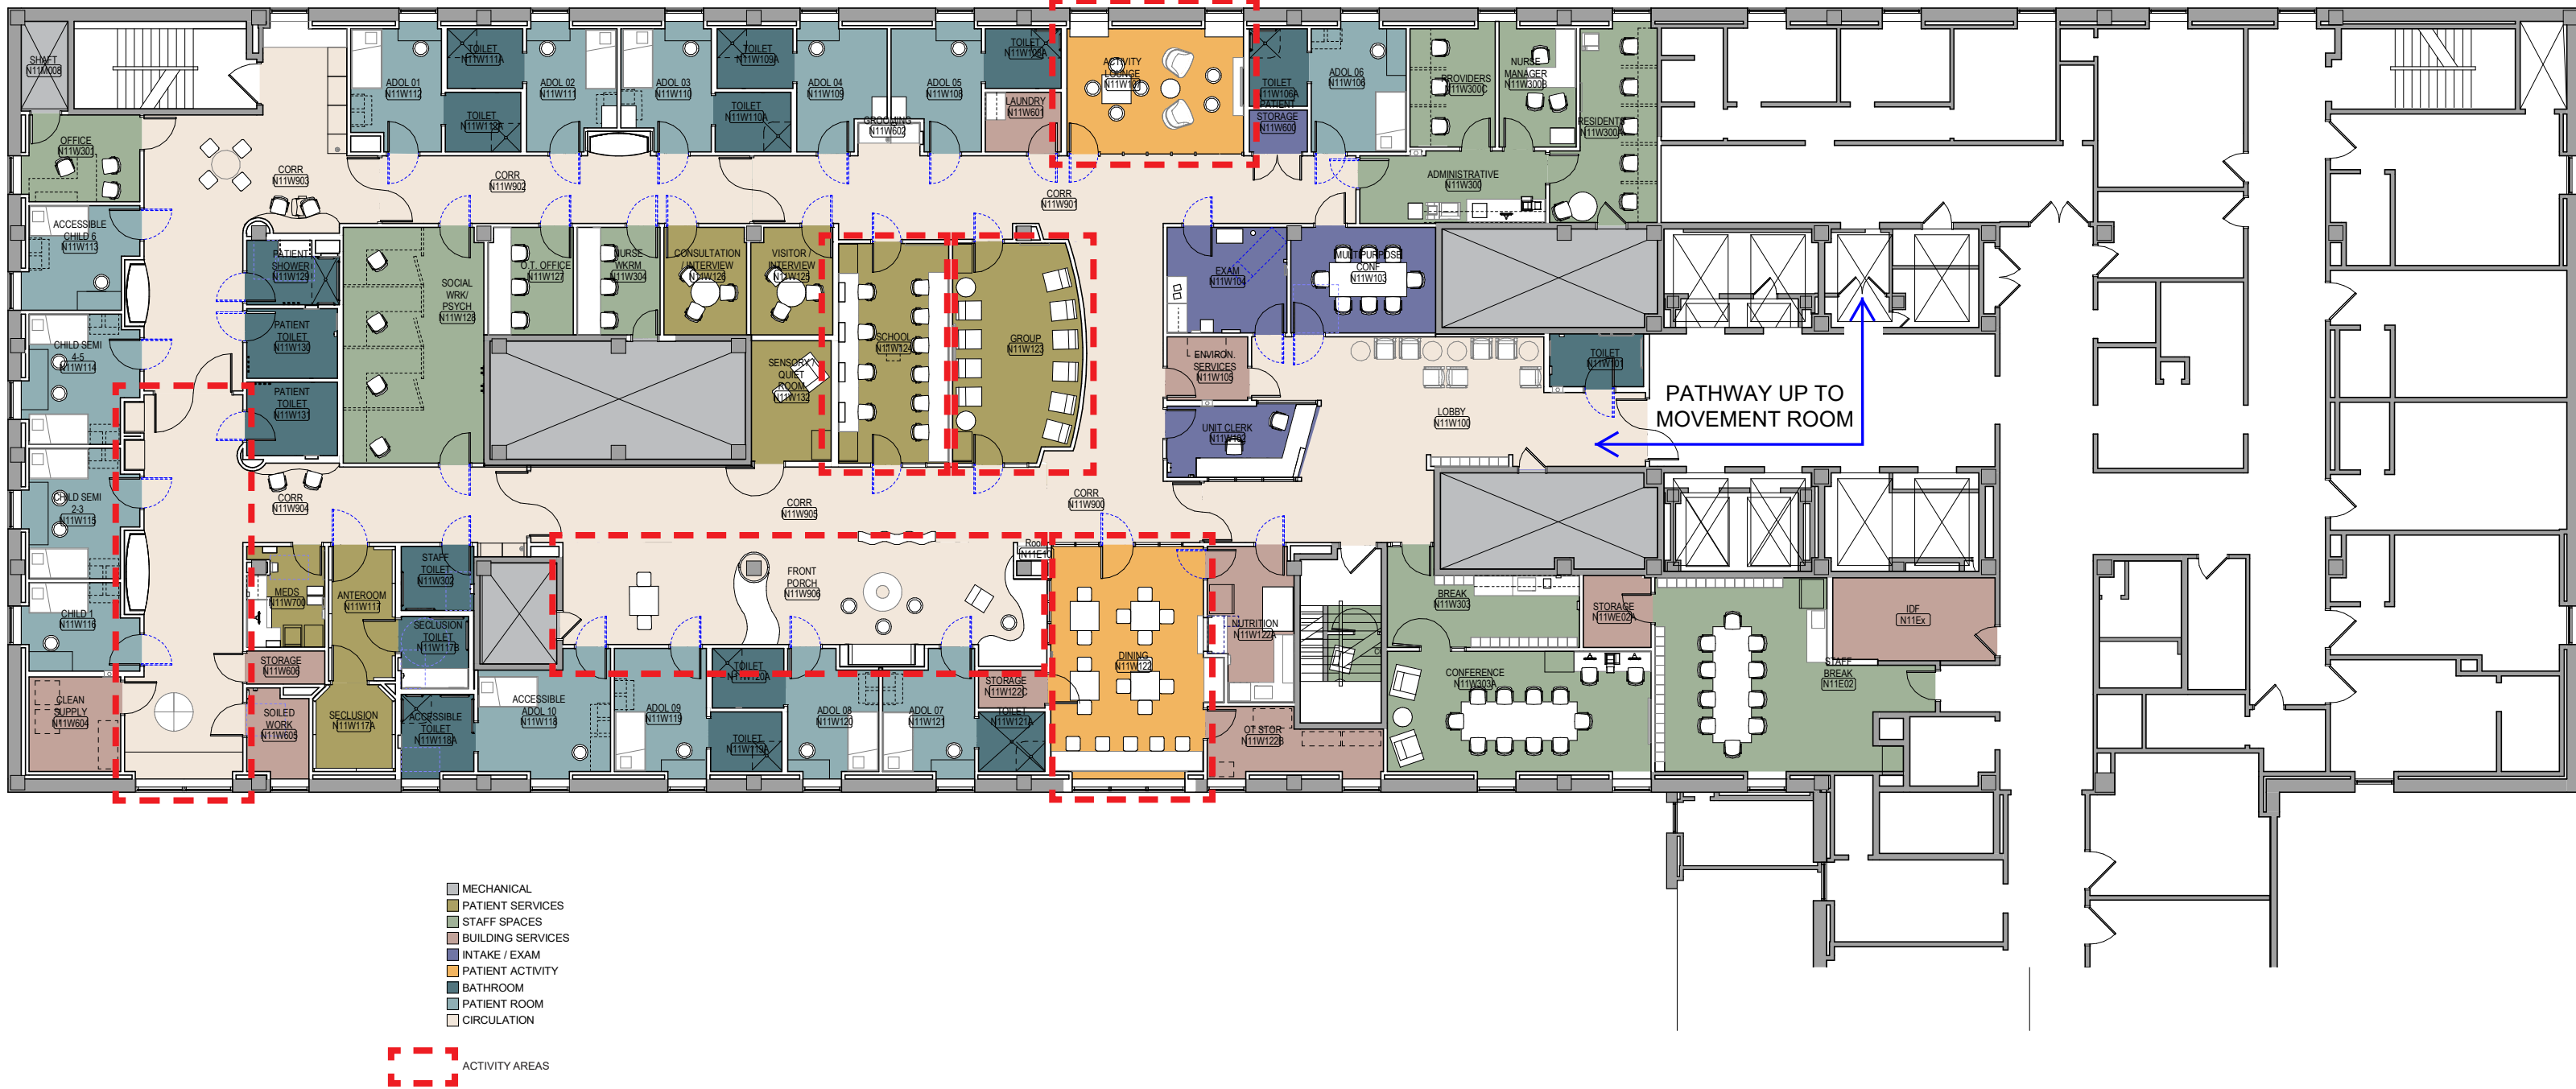 SHAFT
N11M008
ADOL 01
N11W112
TOILET
N11W111A
TOILET
N11W112A
ADOL 02
N11W111
ADOL 03
N11W110
TOILET
N11W109A
TOILET
N11W110A
ADOL 04
N11W109
GROOMING
N11W602
ADOL 05
N11W108
TOILET
N11W108A
LAUNDRY
N11W601
ACTIVITY
LOUNGE
N11W107
TOILET
N11W106A
PATIENT
STORAGE
N11W600
ADOL 06
N11W106
PROVIDERS
N11W300C
NURSE
MANAGER
N11W300B
RESIDENTS
N11W300A
ADMINISTRATIVE
N11W300
OFFICE
N11W301
CORR
N11W903
CORR
N11W902
CORR
N11W901
ACCESSIBLE
CHILD 6
N11W113
PATIENT
SHOWER
N11W129
SOCIAL
WRK/
PSYCH
N11W128
O.T. OFFICE
N11W127
NURSE
WKRM
N11W304
CONSULTATION
/ INTERVIEW
N11W126
VISITOR /
INTERVIEW
N11W125
SCHOOL
N11W124
GROUP
N11W123
EXAM
N11W104
MULTIPURPOSE
CONF
N11W103
CHILD SEMI
4-5
N11W114
PATIENT
TOILET
N11W130
PATIENT
TOILET
N11W131
SENSORY /
QUIET
ROOM
N11W132
ENVIRON.
SERVICES
N11W105
TOILET
N11W101
PATHWAY UP TO
MOVEMENT ROOM
LOBBY
N11W100
UNIT CLERK
N11W102
CHILD SEMI
2-3
N11W115
CORR
N11W904
CORR
N11W905
CORR
N11W900
CHILD 1
N11W116
MEDS
N11W700
ANTEROOM
N11W117
STAFF
TOILET
N11W302
SECLUSION
TOILET
N11W117B
FRONT
PORCH
N11W906
Roo
N11E10
DINING
N11W122
NUTRITION
N11W122A
BREAK
N11W303
STORAGE
N11WE02A
IDF
N11Ex
STAFF
BREAK
N11E02
STORAGE
N11W606
CLEAN
SUPPLY
N11W604
SOILED
WORK
N11W605
SECLUSION
N11W117A
ACCESSIBLE
TOILET
N11W118A
ACCESSIBLE
ADOL 10
N11W118
ADOL 09
N11W119
TOILET
N11W120A
TOILET
N11W119A
ADOL 08
N11W120
ADOL 07
N11W121
STORAGE
N11W122C
TOILET
N11W121A
OT STOR
N11W122B
CONFERENCE
N11W303A
MECHANICAL
PATIENT SERVICES
STAFF SPACES
BUILDING SERVICES
INTAKE / EXAM
PATIENT ACTIVITY
BATHROOM
PATIENT ROOM
CIRCULATION
ACTIVITY AREAS